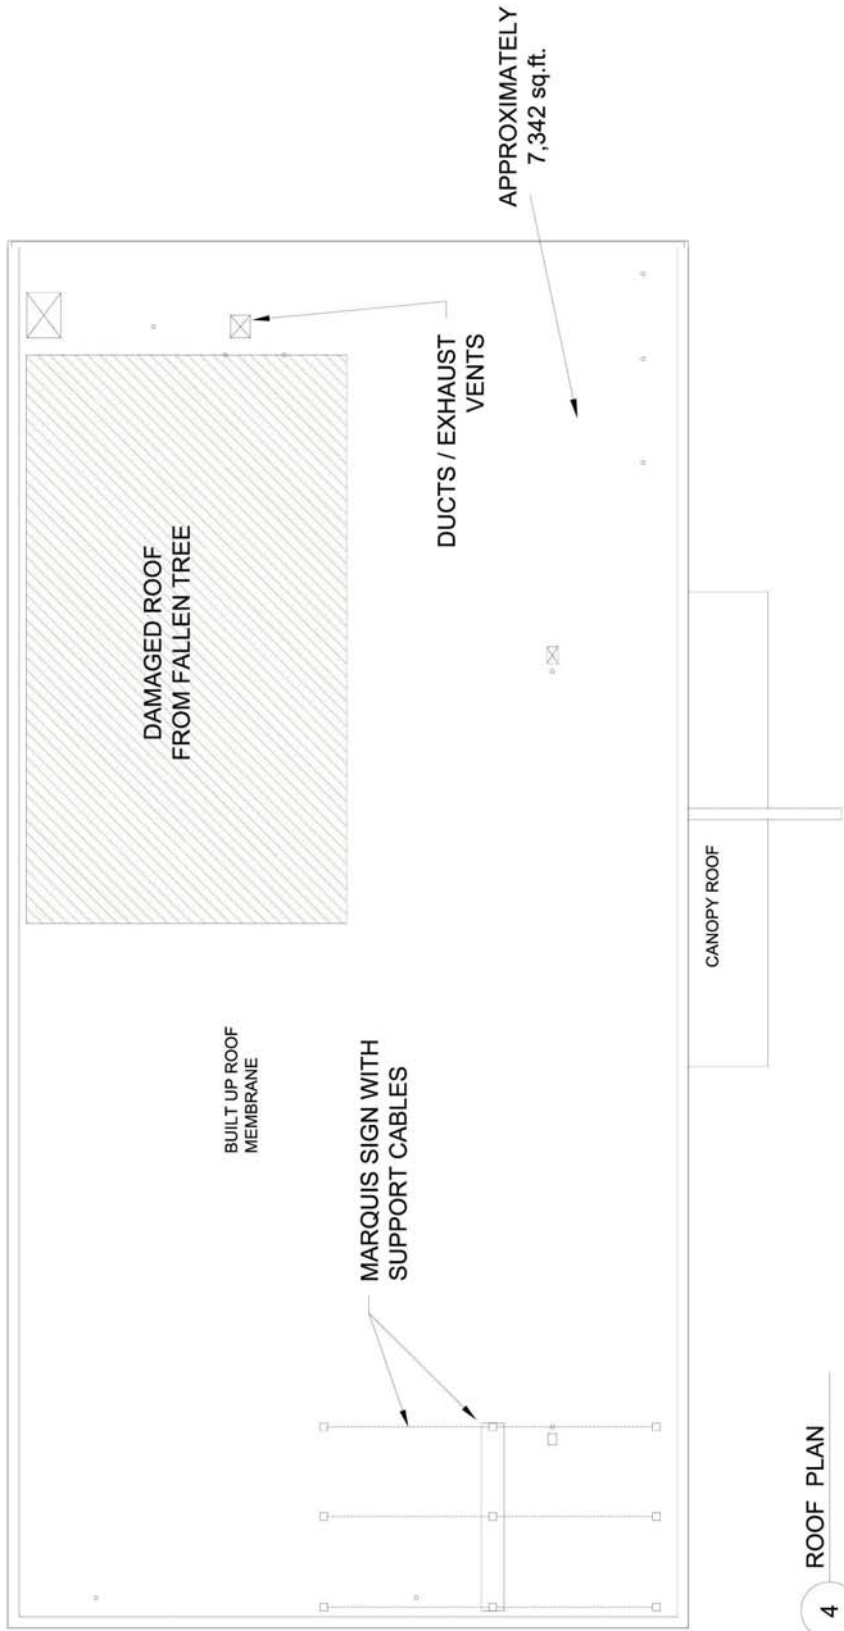 APPROXIMATELY
7,342 sq.ft.
DAMAGED ROOF
FROM FALLEN TREE
DUCTS / EXHAUST
VENTS
BUILT UP ROOF
MEMBRANE
MARQUIS SIGN WITH
SUPPORT CABLES
CANOPY ROOF
4
ROOF PLAN